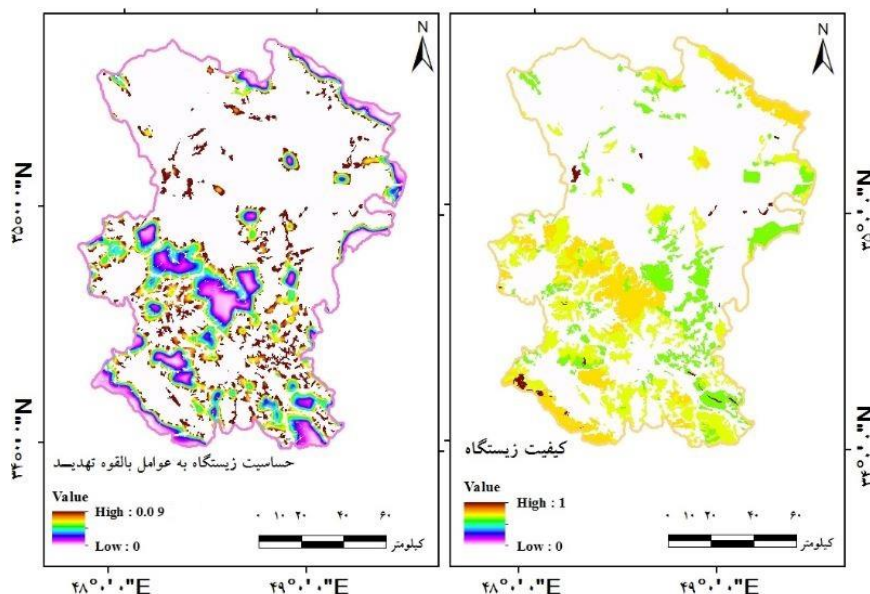 N
۳۵°۰'۰"N
۳۴°۰'۰"N
حساسیت زیستگاه به عوامل بالقوه تهدیـد
Value
High : 0.09
Low : 0
۰ ۱۰ ۲۰ ۴۰ ۶۰
کیلومتر
۴۸°۰'۰"E ۴۹°۰'۰"E
N
۳۵°۰'۰"N
۳۴°۰'۰"N
کیفیت زیستگاه
Value
High : 1
Low : 0
۰ ۱۰ ۲۰ ۴۰ ۶۰
کیلومتر
۴۸°۰'۰"E ۴۹°۰'۰"E